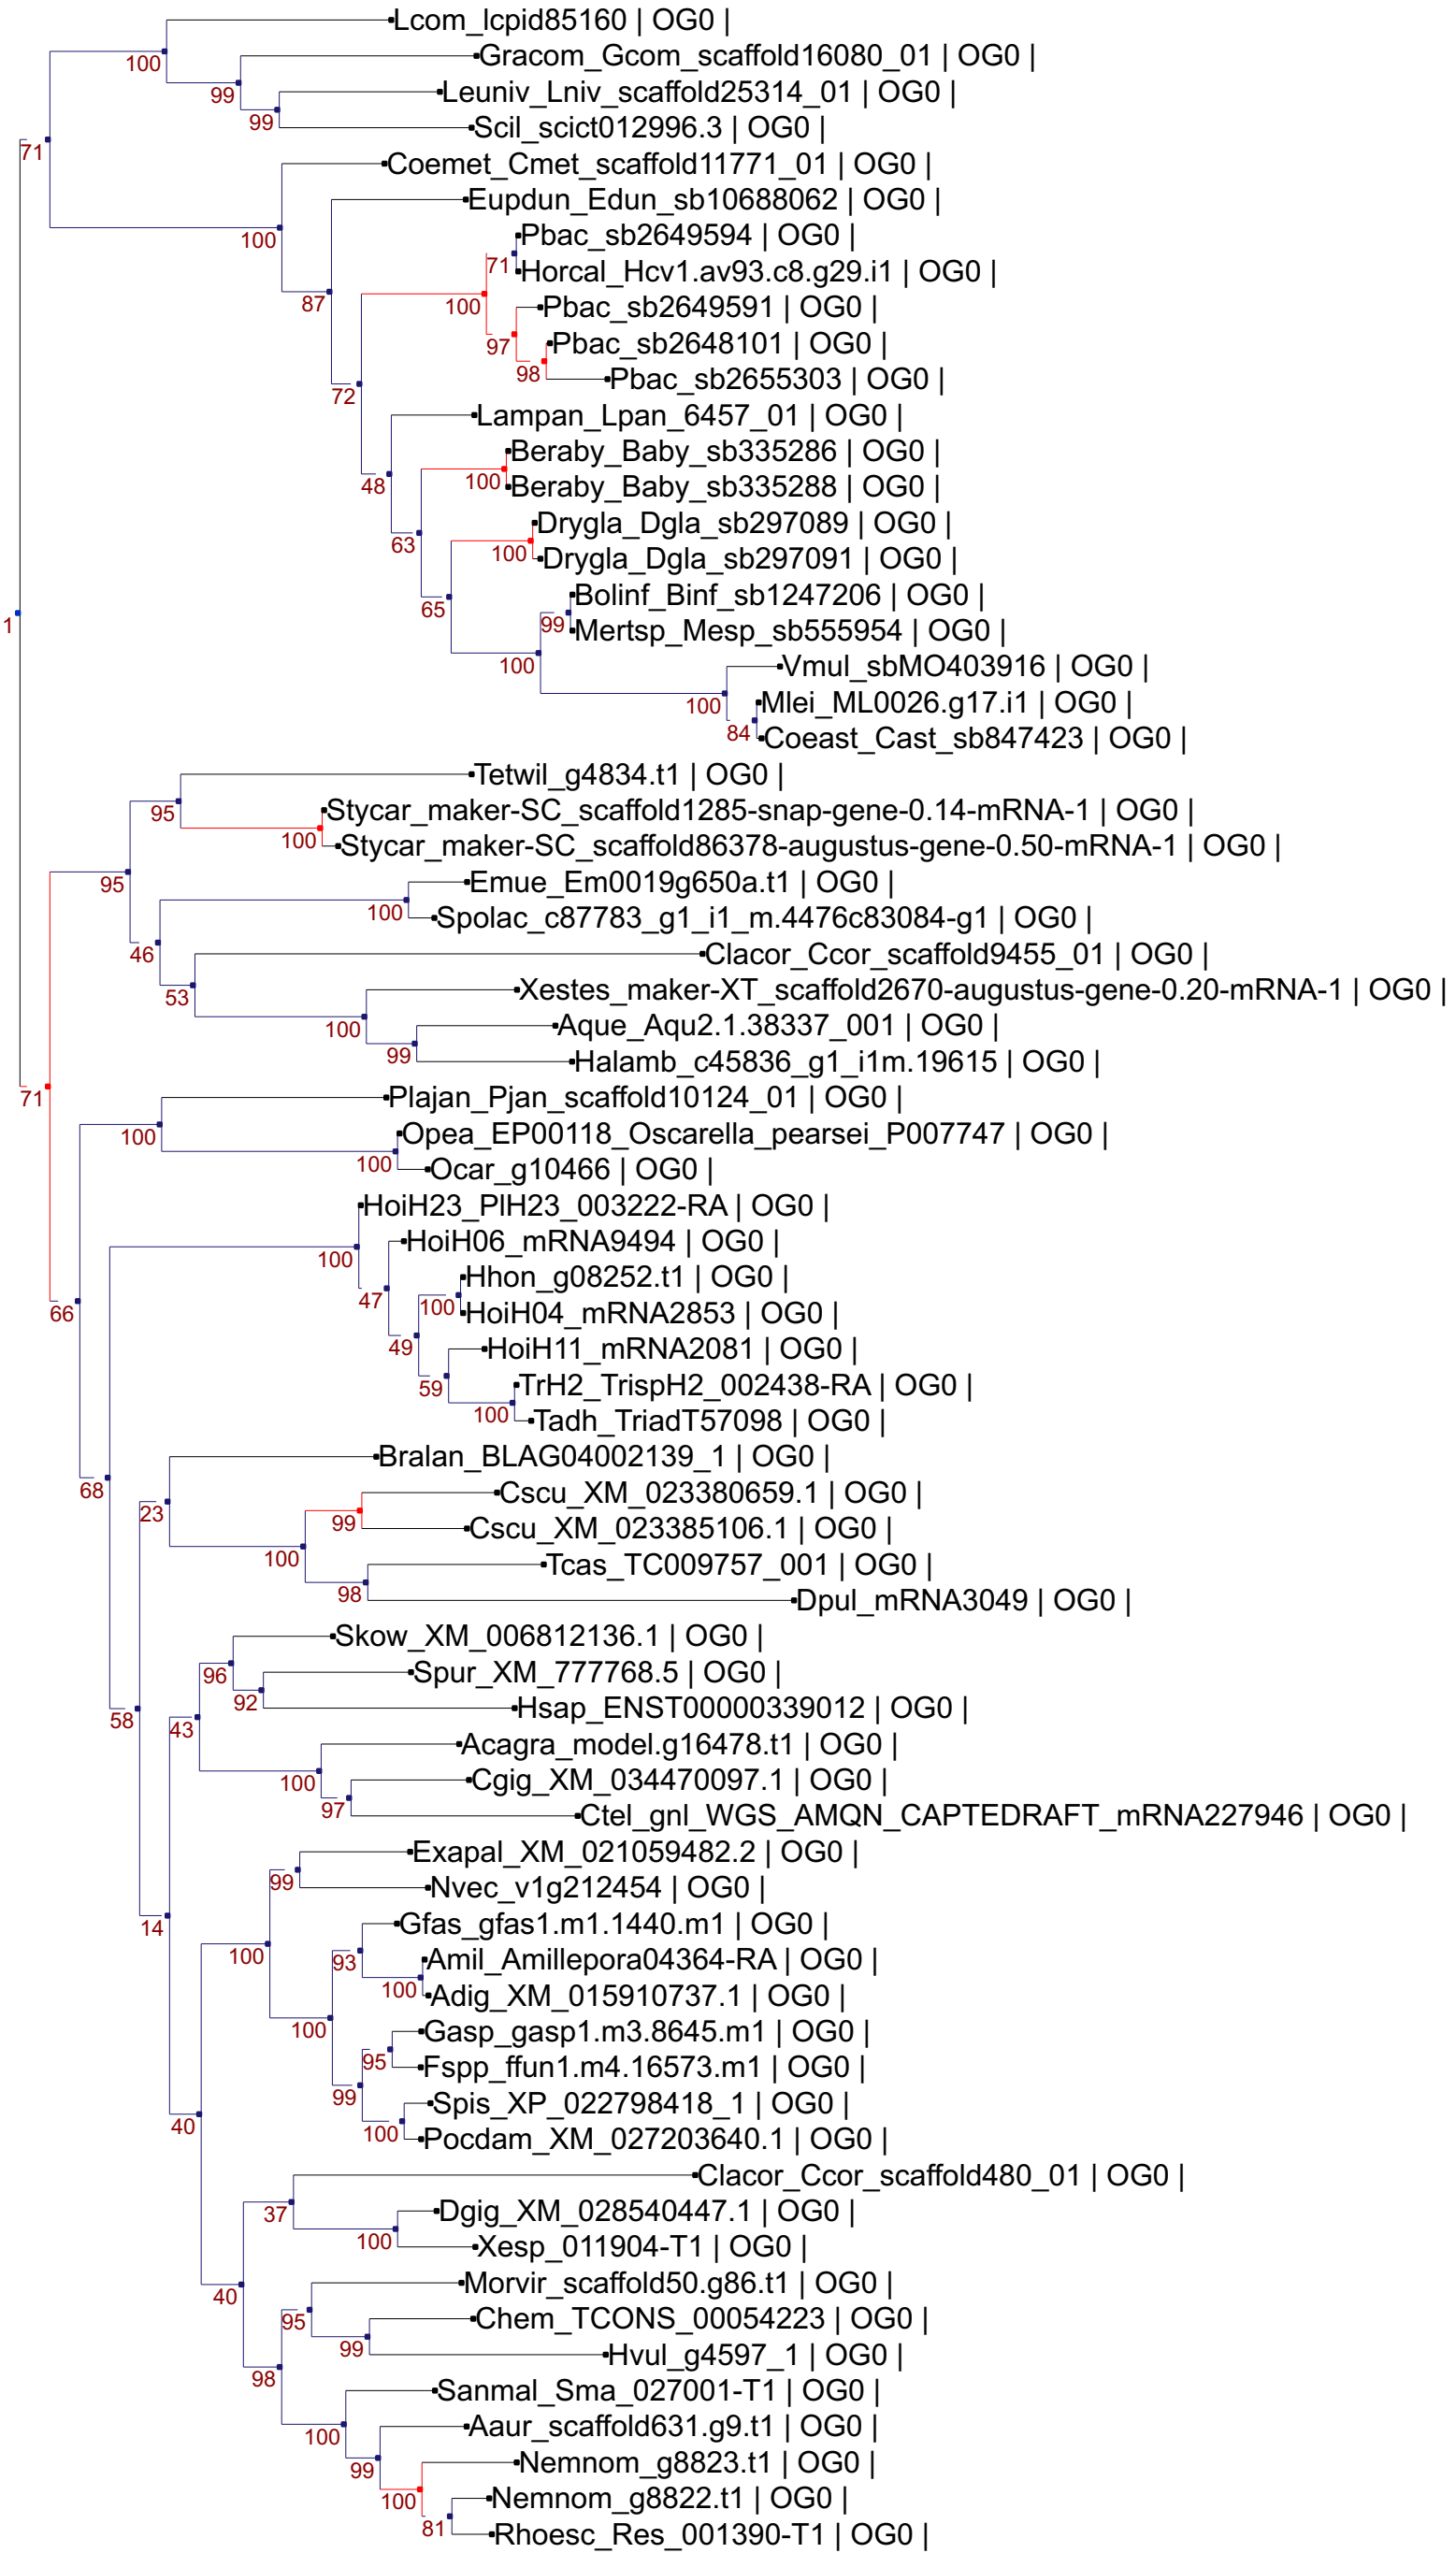 Lcom_lcpid85160 | OG0 |
100
Gracom_Gcom_scaffold16080_01 | OG0 |
99
Leuniv_Lniv_scaffold25314_01 | OG0 |
99
Scil_scict012996.3 | OG0 |
71
Coemet_Cmet_scaffold11771_01 | OG0 |
Eupdun_Edun_sb10688062 | OG0 |
100
Pbac_sb2649594 | OG0 |
71
Horcal_Hcv1.av93.c8.g29.i1 | OG0 |
87
100
Pbac_sb2649591 | OG0 |
97
Pbac_sb2648101 | OG0 |
98
Pbac_sb2655303 | OG0 |
72
Lampan_Lpan_6457_01 | OG0 |
Beraby_Baby_sb335286 | OG0 |
48
100
Beraby_Baby_sb335288 | OG0 |
Drygla_Dgla_sb297089 | OG0 |
63
100
Drygla_Dgla_sb297091 | OG0 |
Bolinf_Binf_sb1247206 | OG0 |
65
1
99
Mertsp_Mesp_sb555954 | OG0 |
100
Vmul_sbMO403916 | OG0 |
100
Mlei_ML0026.g17.i1 | OG0 |
84
Coeast_Cast_sb847423 | OG0 |
Tetwil_g4834.t1 | OG0 |
95
Stycar_maker-SC_scaffold1285-snap-gene-0.14-mRNA-1 | OG0 |
100
Stycar_maker-SC_scaffold86378-augustus-gene-0.50-mRNA-1 | OG0 |
95
Emue_Em0019g650a.t1 | OG0 |
100
Spolac_c87783_g1_i1_m.4476c83084-g1 | OG0 |
46
Clacor_Ccor_scaffold9455_01 | OG0 |
53
Xestes_maker-XT_scaffold2670-augustus-gene-0.20-mRNA-1 | OG0 |
100
Aque_Aqu2.1.38337_001 | OG0 |
99
Halamb_c45836_g1_i1m.19615 | OG0 |
71
Plajan_Pjan_scaffold10124_01 | OG0 |
100
Opea_EP00118_Oscarella_pearsei_P007747 | OG0 |
100
Ocar_g10466 | OG0 |
HoiH23_PlH23_003222-RA | OG0 |
100
HoiH06_mRNA9494 | OG0 |
47
Hhon_g08252.t1 | OG0 |
66
100
HoiH04_mRNA2853 | OG0 |
49
HoiH11_mRNA2081 | OG0 |
59
TrH2_TrispH2_002438-RA | OG0 |
100
Tadh_TriadT57098 | OG0 |
Bralan_BLAG04002139_1 | OG0 |
68
Cscu_XM_023380659.1 | OG0 |
23
99
Cscu_XM_023385106.1 | OG0 |
100
Tcas_TC009757_001 | OG0 |
98
Dpul_mRNA3049 | OG0 |
Skow_XM_006812136.1 | OG0 |
96
Spur_XM_777768.5 | OG0 |
92
Hsap_ENST00000339012 | OG0 |
58
43
Acagra_model.g16478.t1 | OG0 |
100
Cgig_XM_034470097.1 | OG0 |
97
Ctel_gnl_WGS_AMQN_CAPTEDRAFT_mRNA227946 | OG0 |
Exapal_XM_021059482.2 | OG0 |
99
Nvec_v1g212454 | OG0 |
14
Gfas_gfas1.m1.1440.m1 | OG0 |
100
93
Amil_Amillepora04364-RA | OG0 |
100
Adig_XM_015910737.1 | OG0 |
100
Gasp_gasp1.m3.8645.m1 | OG0 |
95
Fspp_ffun1.m4.16573.m1 | OG0 |
99
Spis_XP_022798418_1 | OG0 |
40
100
Pocdam_XM_027203640.1 | OG0 |
Clacor_Ccor_scaffold480_01 | OG0 |
37
Dgig_XM_028540447.1 | OG0 |
100
Xesp_011904-T1 | OG0 |
40
Morvir_scaffold50.g86.t1 | OG0 |
95
Chem_TCONS_00054223 | OG0 |
99
Hvul_g4597_1 | OG0 |
98
Sanmal_Sma_027001-T1 | OG0 |
100
Aaur_scaffold631.g9.t1 | OG0 |
99
Nemnom_g8823.t1 | OG0 |
100
Nemnom_g8822.t1 | OG0 |
81
Rhoesc_Res_001390-T1 | OG0 |